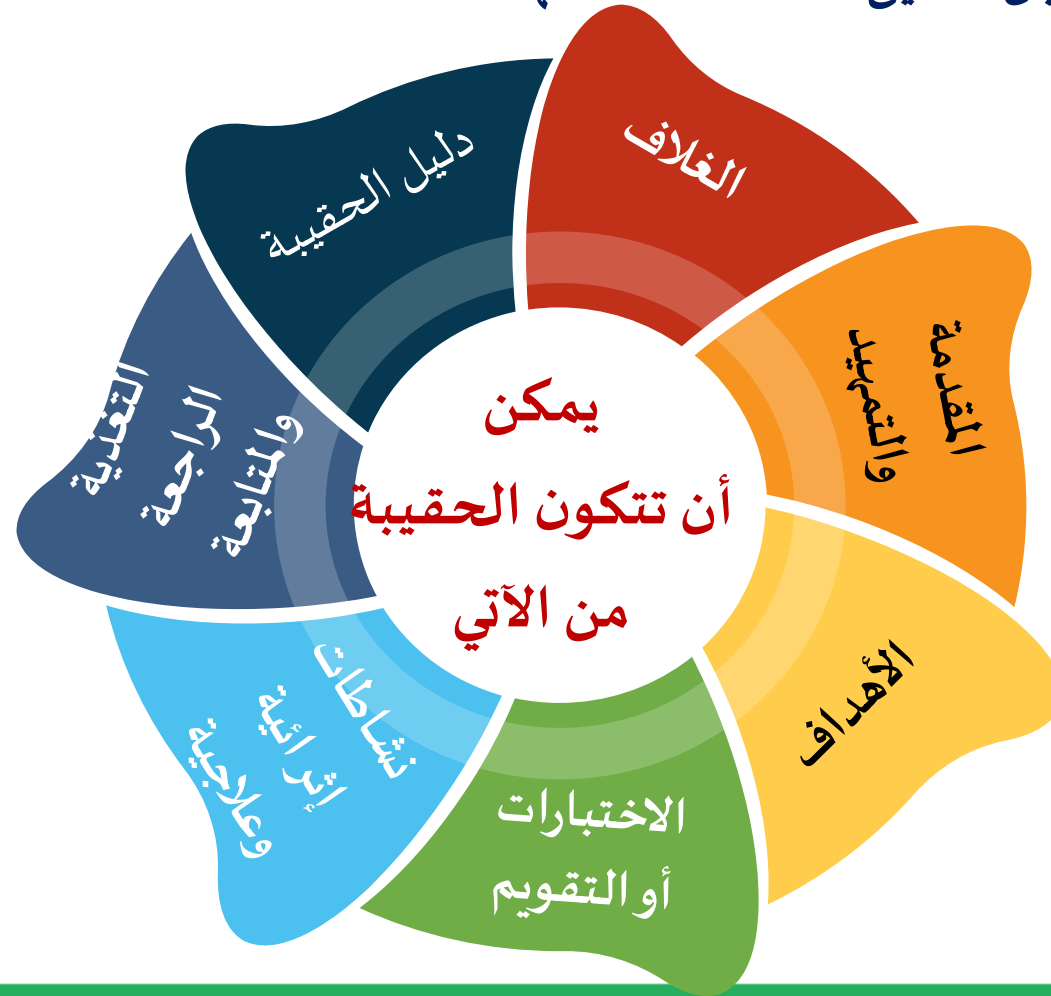 يمكن
أن تتكون الحقيبة
من الآتي
الغلاف
المقدمة
والتمهيد
الأهداف
الاختبارات
أو التقويم
نشاطات
إثرائية
وعلاجية
التغذية
الراجعة
والمتابعة
دليل الحقيبة